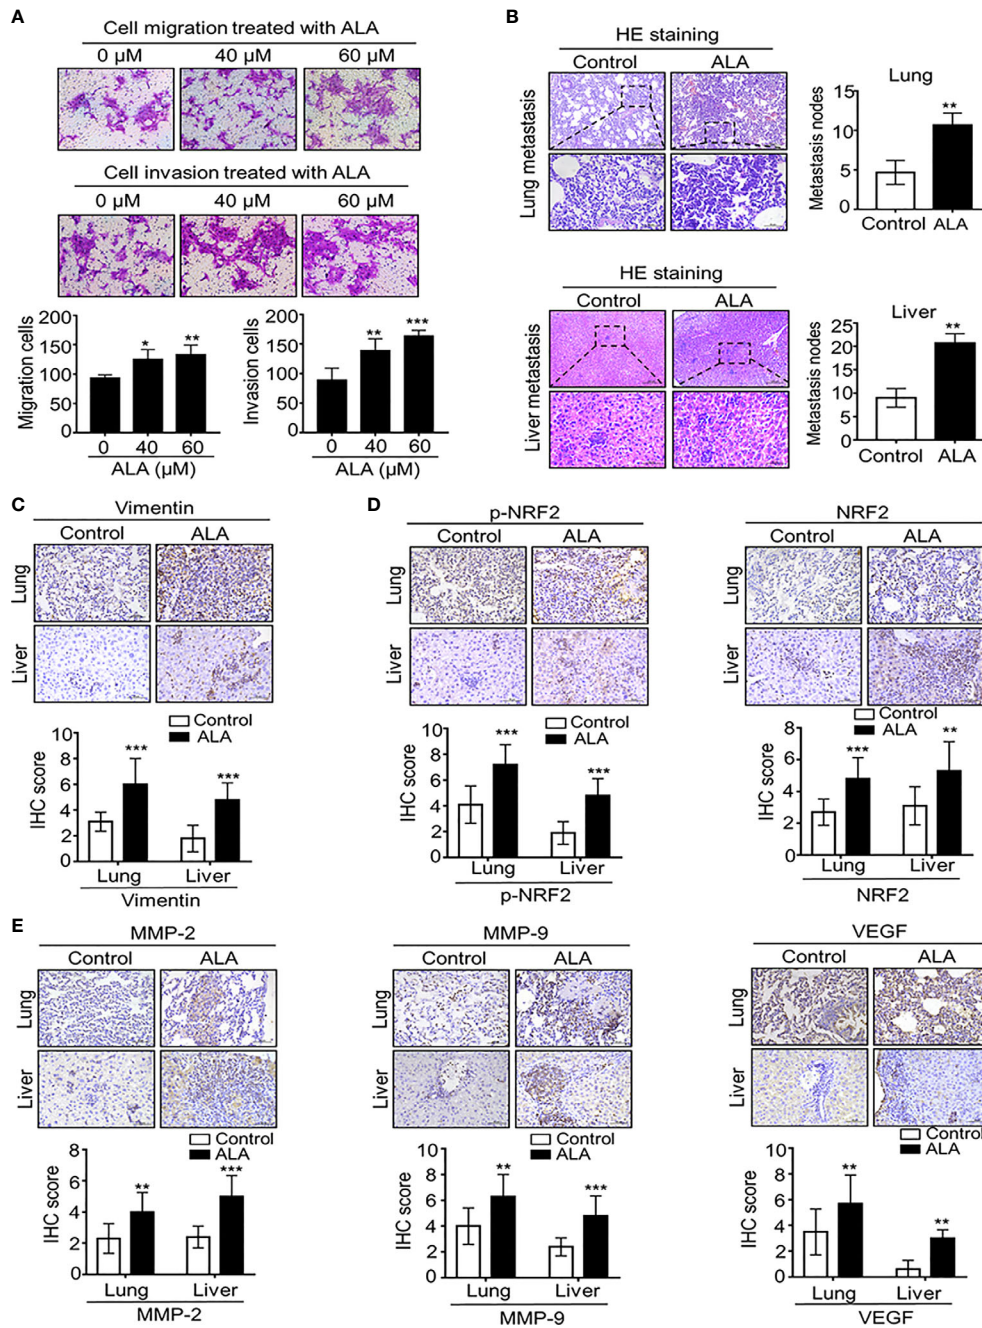 A
Cell migration treated with ALA
0 µM 40 µM 60 µM
Cell invasion treated with ALA
0 µM 40 µM 60 µM
Migration cells
200
150
100
50
0
* **
0 40 60
ALA (µM)
Invasion cells
200
150
100
50
0
** ***
0 40 60
ALA (µM)
B
HE staining
Control ALA
Lung metastasis
Lung
Metastasis nodes
15
10
5
0
**
Control ALA
HE staining
Control ALA
Liver metastasis
Liver
Metastasis nodes
25
20
15
10
5
0
**
Control ALA
C
Vimentin
Control ALA
Lung
Liver
Control
ALA
IHC score
10
8
6
4
2
0
*** ***
Lung Liver
Vimentin
D
p-NRF2
Control ALA
Lung
Liver
Control
ALA
IHC score
10
8
6
4
2
0
*** ***
Lung Liver
p-NRF2
NRF2
Control ALA
Lung
Liver
Control
ALA
IHC score
8
6
4
2
0
*** **
Lung Liver
NRF2
E
MMP-2
Control ALA
Lung
Liver
Control
ALA
IHC score
8
6
4
2
0
** ***
Lung Liver
MMP-2
MMP-9
Control ALA
Lung
Liver
Control
ALA
IHC score
10
8
6
4
2
0
** ***
Lung Liver
MMP-9
VEGF
Control ALA
Lung
Liver
Control
ALA
IHC score
10
8
6
4
2
0
** **
Lung Liver
VEGF